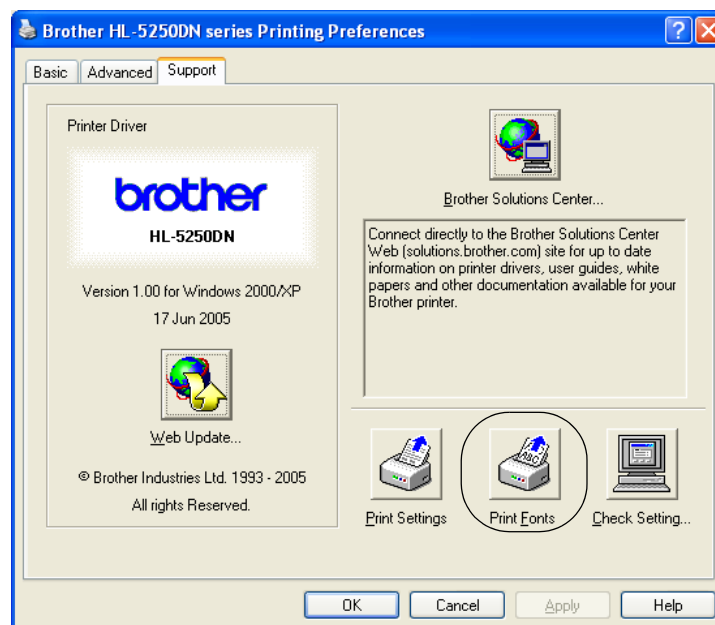 Brother HL-5250DN series Printing Preferences
Basic
Advanced
Support
Printer Driver
brother
HL-5250DN
Version 1.00 for Windows 2000/XP
17 Jun 2005
Web Update...
© Brother Industries Ltd. 1993 - 2005
All rights Reserved.
Brother Solutions Center...
Connect directly to the Brother Solutions Center
Web (solutions.brother.com) site for up to date
information on printer drivers, user guides, white
papers and other documentation available for your
Brother printer.
Print Settings
ABC
Print Fonts
Check Setting...
OK
Cancel
Apply
Help